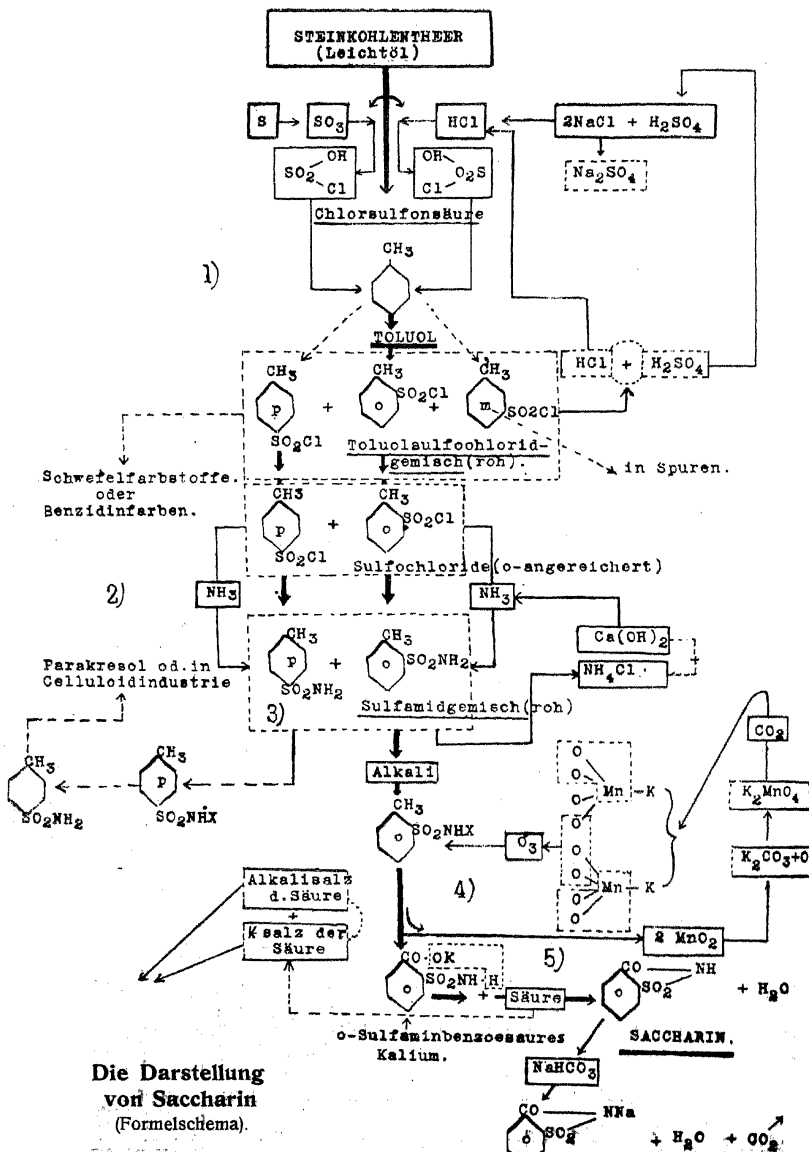 STEINKOHLENTHEER
(Leichtöl)
S
SO3
HCl
2NaCl + H2SO4
Na2SO4
SO2 OH Cl
OH Cl O2S
Chlorsulfonsäure
1)
CH3
TOLUOL
HCl + H2SO4
CH3
p
SO2Cl
+
CH3
o
SO2Cl
+
CH3
m
SO2Cl
Toluolaulfochlorid-
gemisch(roh).
in Spuren.
Schwefelfarbstoffe.
oder
Benzidinfarben.
CH3
p
SO2Cl
+
CH3
o
SO2Cl
Sulfochloride(o-angereichert)
2)
NH3
NH3
Ca(OH)2
+
NH4Cl
CH3
p
SO2NH2
+
CH3
o
SO2NH2
3)
Sulfamidgemisch(roh)
Parakresol od.in
Celluloidindustrie
CH3
SO2NH2
CH3
p
SO2NHX
Alkali
CH3
o
SO2NHX
O3
O
O
O
O
Mn-K
O
O
O
O
Mn-K
CO2
K2MnO4
K2CO3+O
2 MnO2
4)
Alkalisalz
d.Säure
+
K salz der
Säure
5)
CO·OK
o
SO2NH·H
+
Säure
CO NH
SO2
o
+ H2O
o-Sulfaminbenzoesaures
Kalium.
SACCHARIN.
NaHCO3
CO NNa
SO2
o
+ H2O + CO2
Die Darstellung
von Saccharin
(Formelschema).